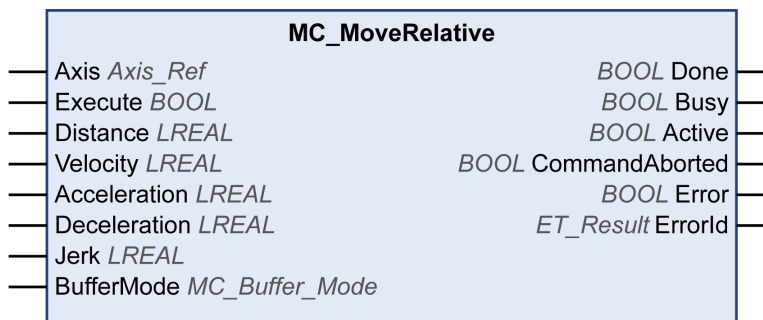 MC_MoveRelative
Axis Axis_Ref BOOL Done
Execute BOOL BOOL Busy
Distance LREAL BOOL Active
Velocity LREAL BOOL CommandAborted
Acceleration LREAL BOOL Error
Deceleration LREAL ET_Result ErrorId
Jerk LREAL
BufferMode MC_Buffer_Mode